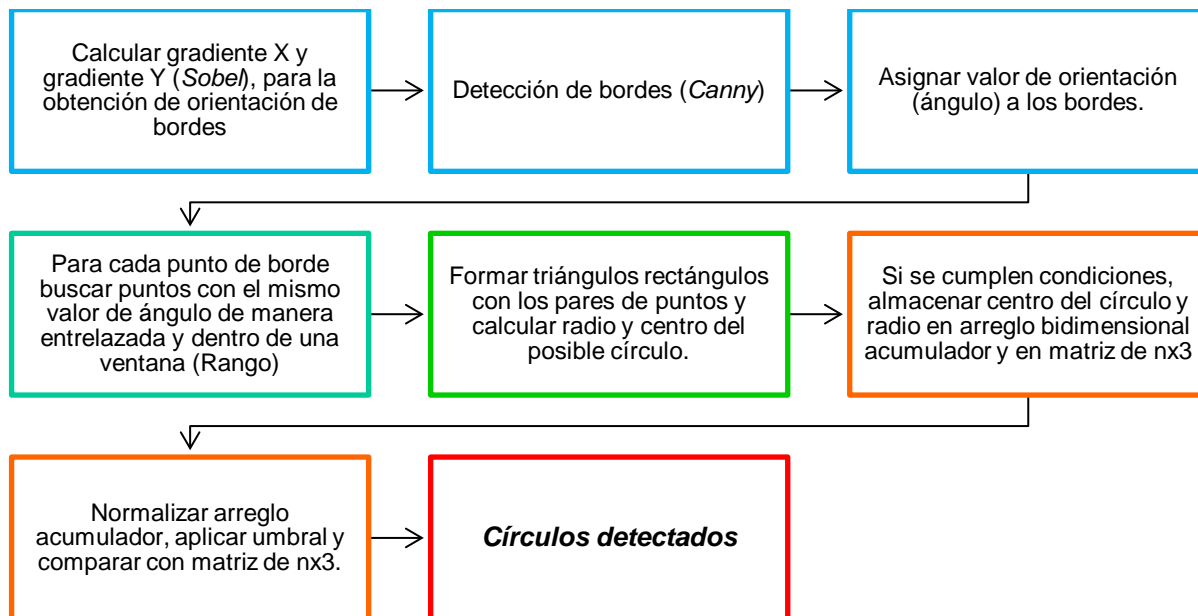 Calcular gradiente X y
gradiente Y (Sobel), para la
obtención de orientación de
bordes
Detección de bordes (Canny)
Asignar valor de orientación
(ángulo) a los bordes.
Para cada punto de borde
buscar puntos con el mismo
valor de ángulo de manera
entrelazada y dentro de una
ventana (Rango)
Formar triángulos rectángulos
con los pares de puntos y
calcular radio y centro del
posible círculo.
Si se cumplen condiciones,
almacenar centro del círculo y
radio en arreglo bidimensional
acumulador y en matriz de nx3
Normalizar arreglo
acumulador, aplicar umbral y
comparar con matriz de nx3.
Círculos detectados